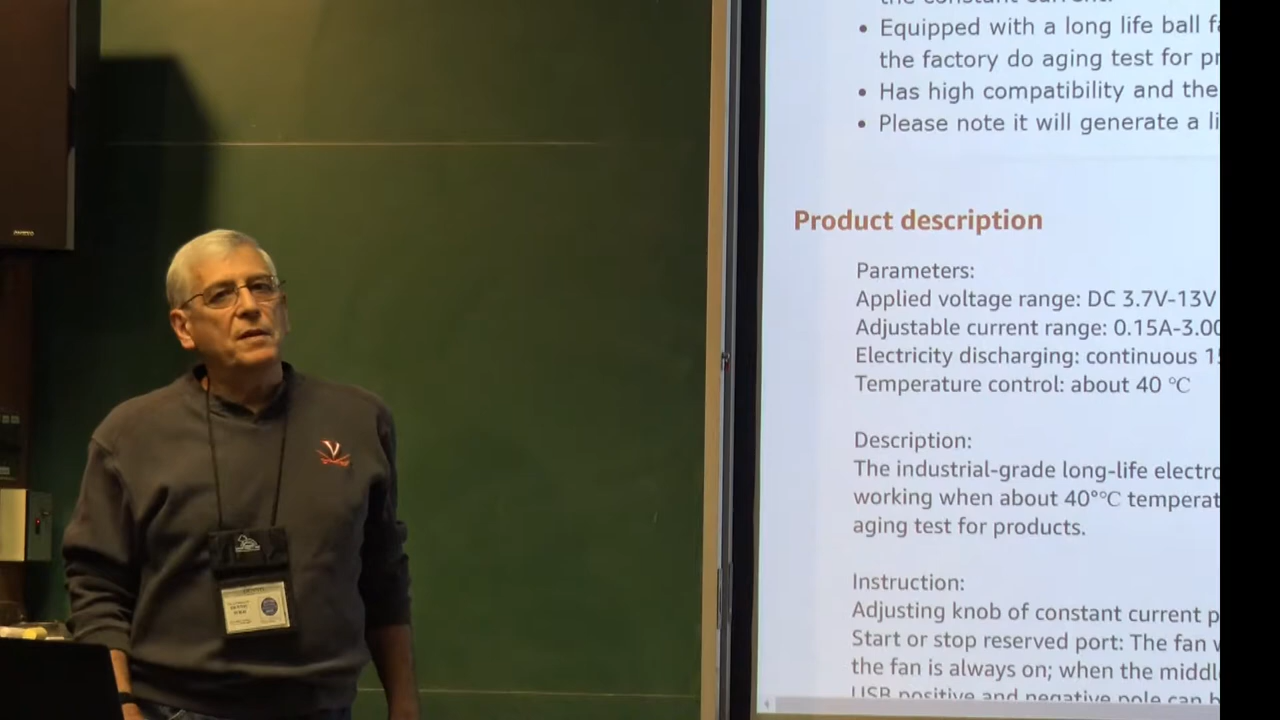 the constant current.
• Equipped with a long life ball fa
the factory do aging test for pr
• Has high compatibility and the
• Please note it will generate a li
Product description
Parameters:
Applied voltage range: DC 3.7V-13V
Adjustable current range: 0.15A-3.00
Electricity discharging: continuous 15
Temperature control: about 40 ℃
Description:
The industrial-grade long-life electro
working when about 40°℃ temperat
aging test for products.
Instruction:
Adjusting knob of constant current p
Start or stop reserved port: The fan w
the fan is always on; when the middl
USB positive and negative pole can b